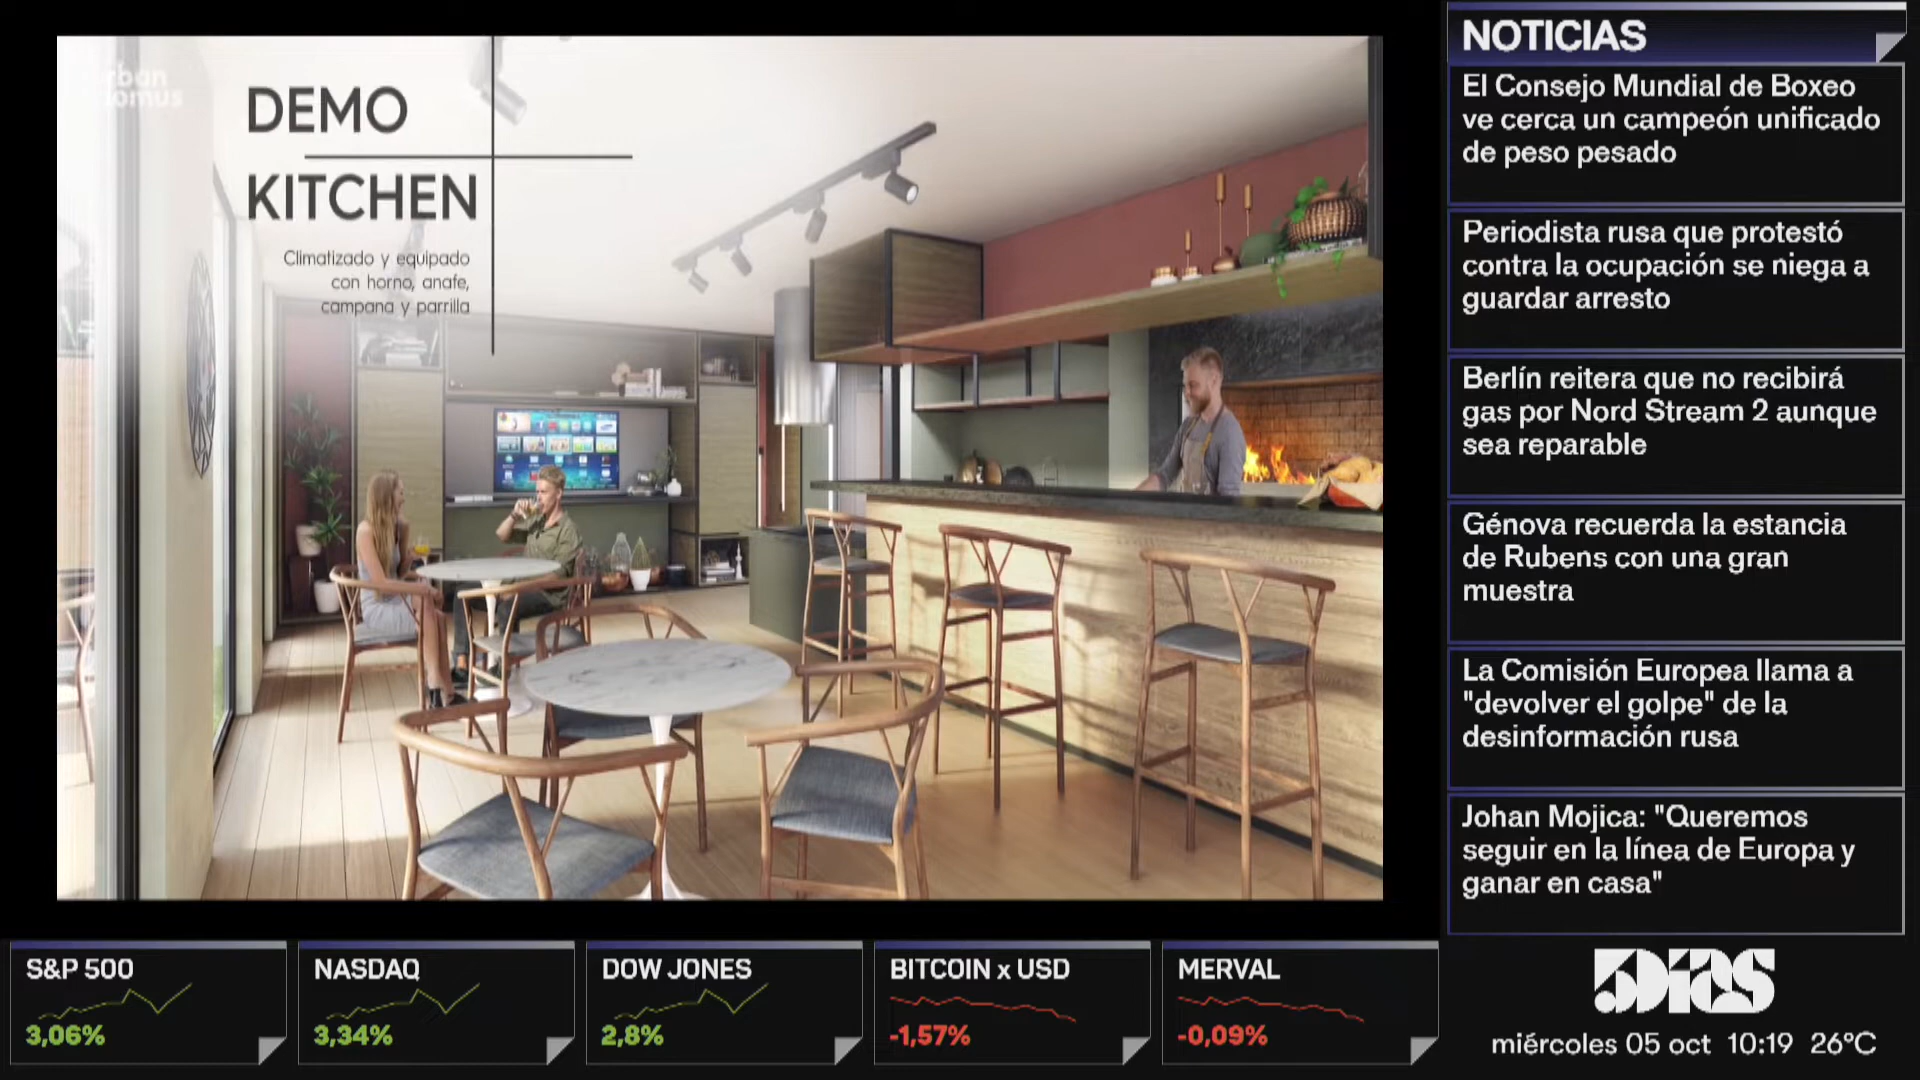 DEMO
KITCHEN
Climatizado y equipado
con horno, anafe,
campana y parrilla
NOTICIAS
El Consejo Mundial de Boxeo
ve cerca un campeón unificado
de peso pesado
Periodista rusa que protestó
contra la ocupación se niega a
guardar arresto
Berlín reitera que no recibirá
gas por Nord Stream 2 aunque
sea reparable
Génova recuerda la estancia
de Rubens con una gran
muestra
La Comisión Europea llama a
"devolver el golpe" de la
desinformación rusa
Johan Mojica: "Queremos
seguir en la línea de Europa y
ganar en casa"
S&P 500
3,06%
NASDAQ
3,34%
DOW JONES
2,8%
BITCOIN x USD
-1,57%
MERVAL
-0,09%
5Días
miércoles 05 oct 10:19 26°C